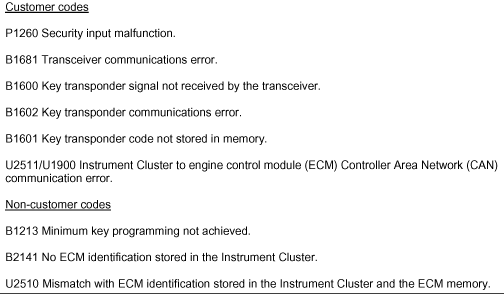 Customer codes
P1260 Security input malfunction.
B1681 Transceiver communications error.
B1600 Key transponder signal not received by the transceiver.
B1602 Key transponder communications error.
B1601 Key transponder code not stored in memory.
U2511/U1900 Instrument Cluster to engine control module (ECM) Controller Area Network (CAN)
communication error.
Non-customer codes
B1213 Minimum key programming not achieved.
B2141 No ECM identification stored in the Instrument Cluster.
U2510 Mismatch with ECM identification stored in the Instrument Cluster and the ECM memory.